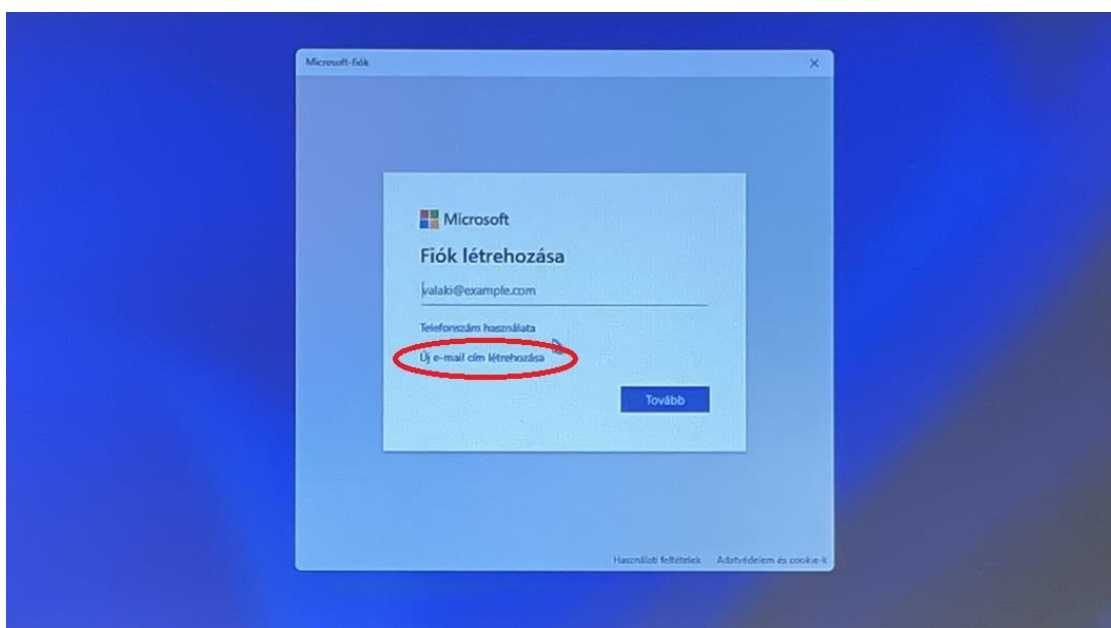 Microsoft-fiók
Microsoft
Fiók létrehozása
valaki@example.com
Telefonszám használata
Új e-mail cím létrehozása
Tovább
Használati feltételek Adatvédelem és cookie-k